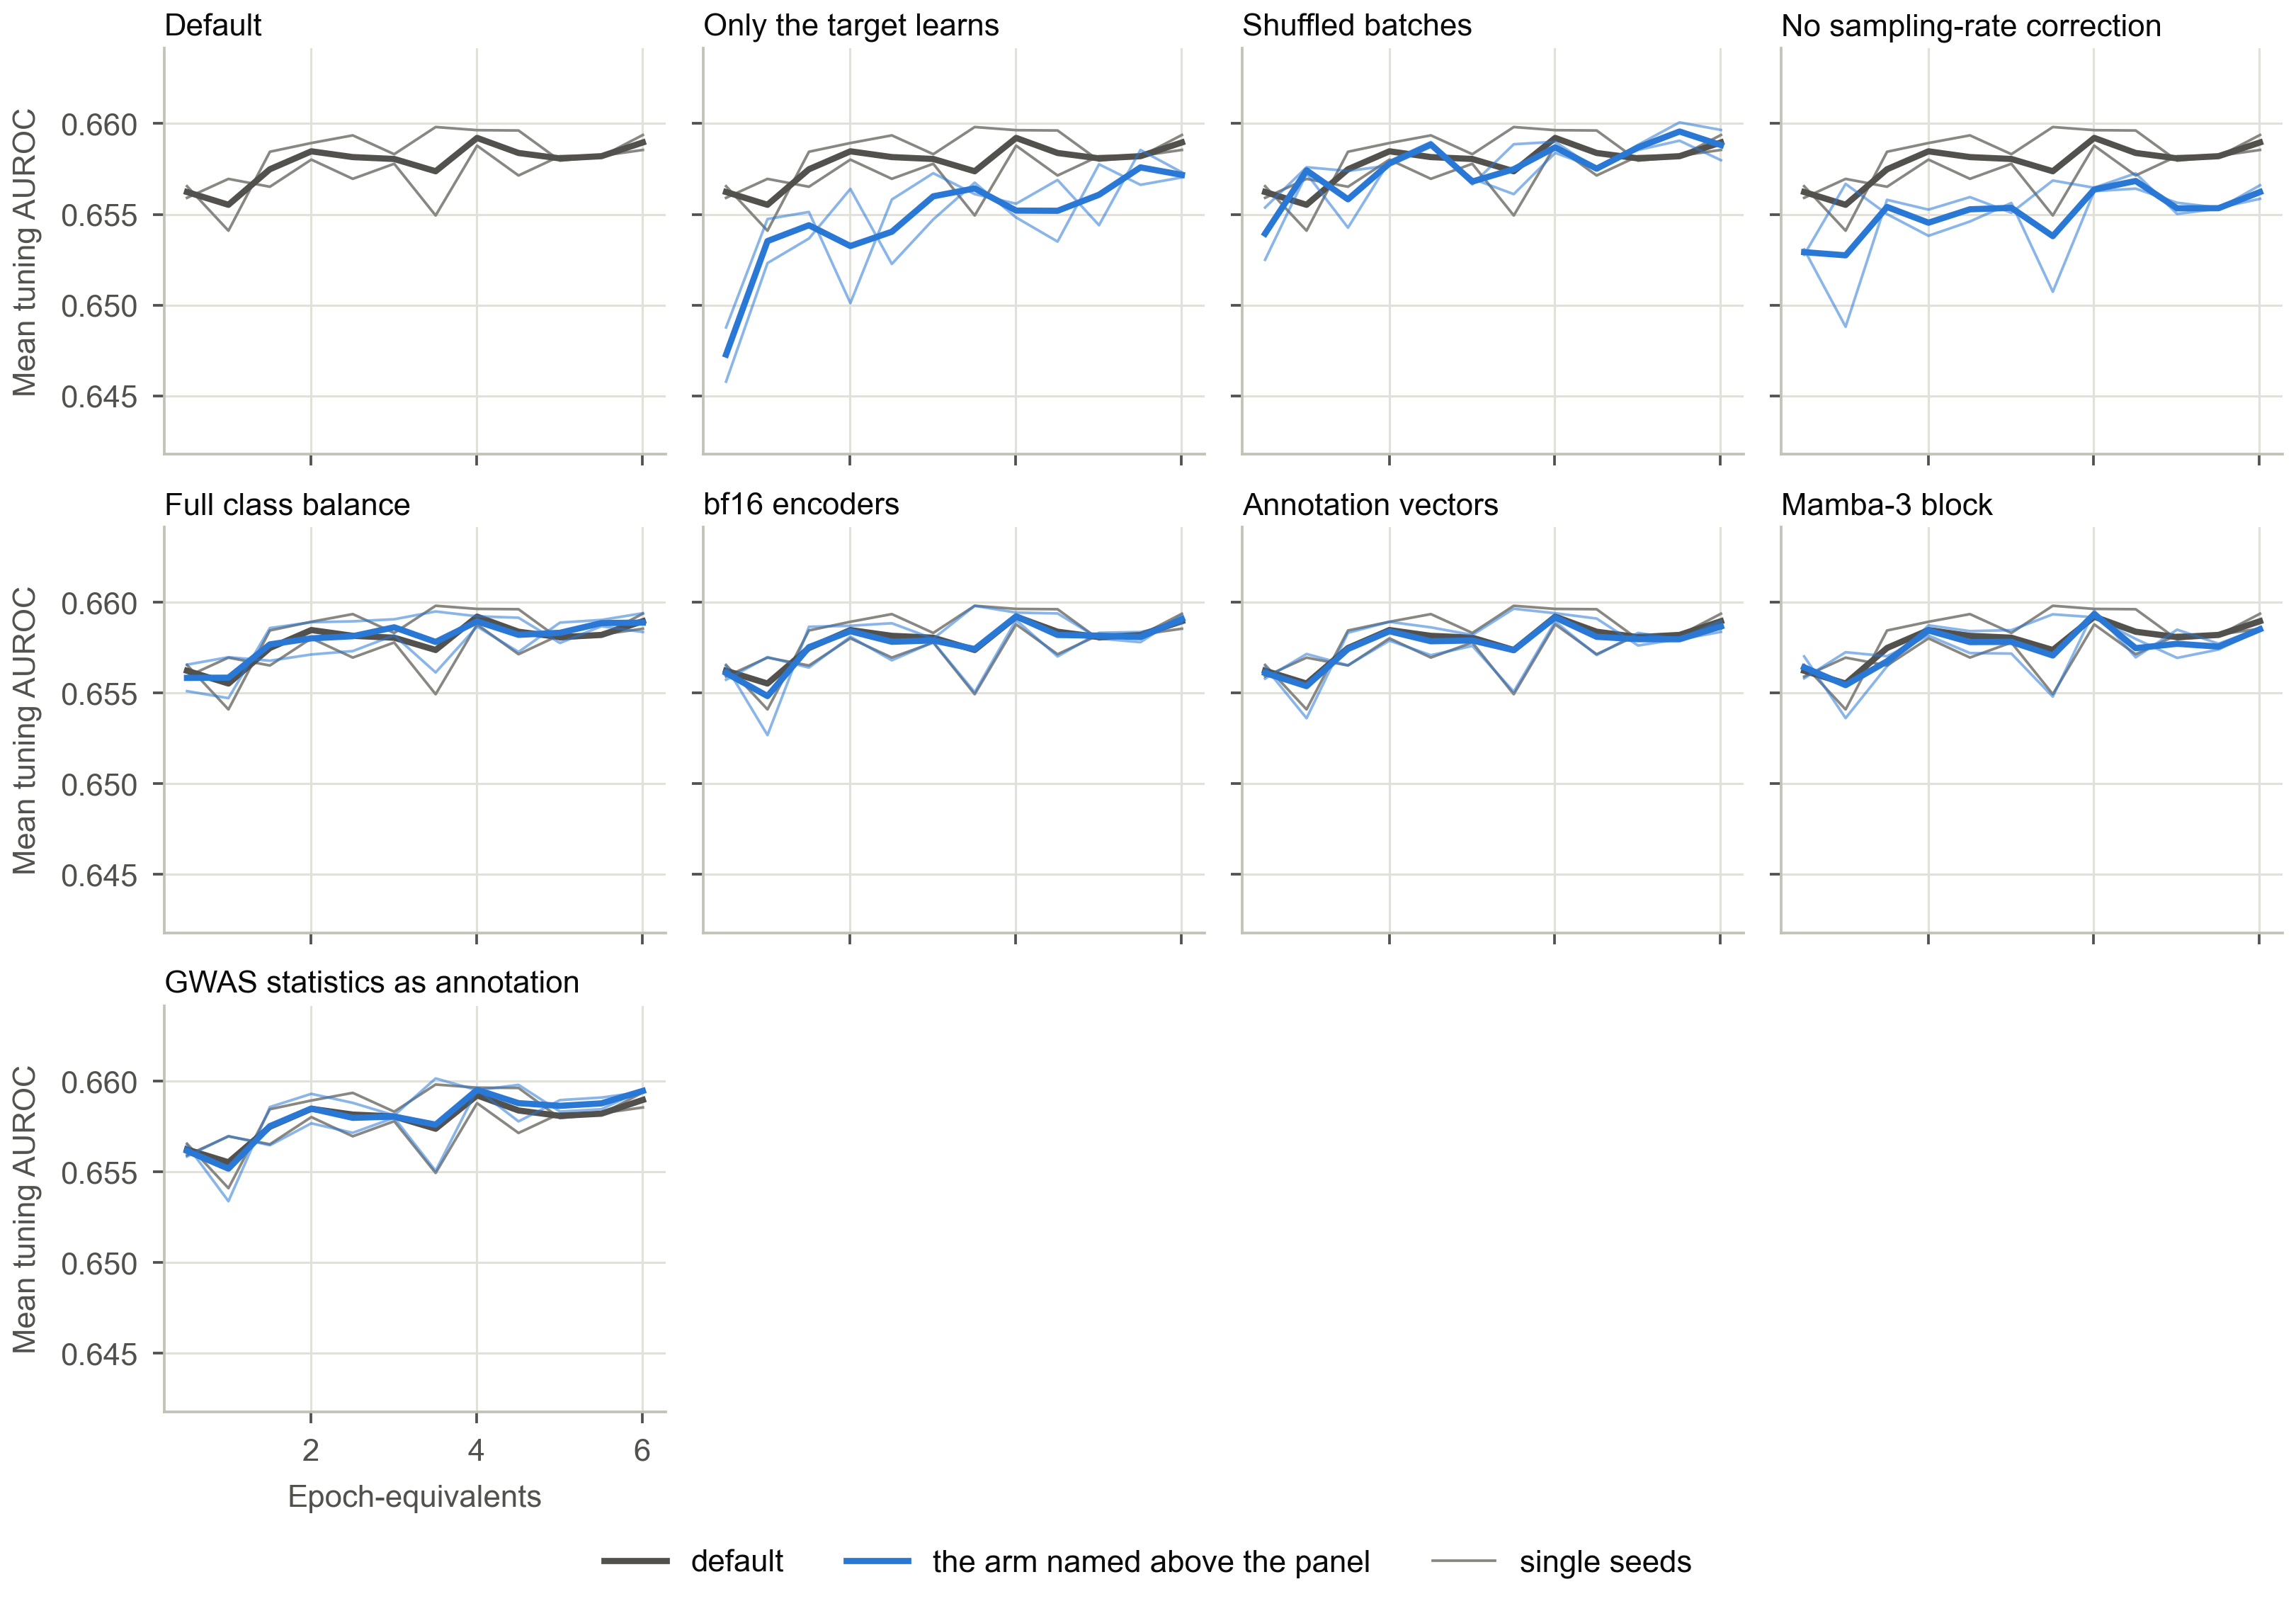 Default
Only the target learns
Shuffled batches
No sampling-rate correction
Mean tuning AUROC
0.660
0.655
0.650
0.645
Full class balance
bf16 encoders
Annotation vectors
Mamba-3 block
Mean tuning AUROC
0.660
0.655
0.650
0.645
GWAS statistics as annotation
Mean tuning AUROC
0.660
0.655
0.650
0.645
2 4 6
Epoch-equivalents
default
the arm named above the panel
single seeds